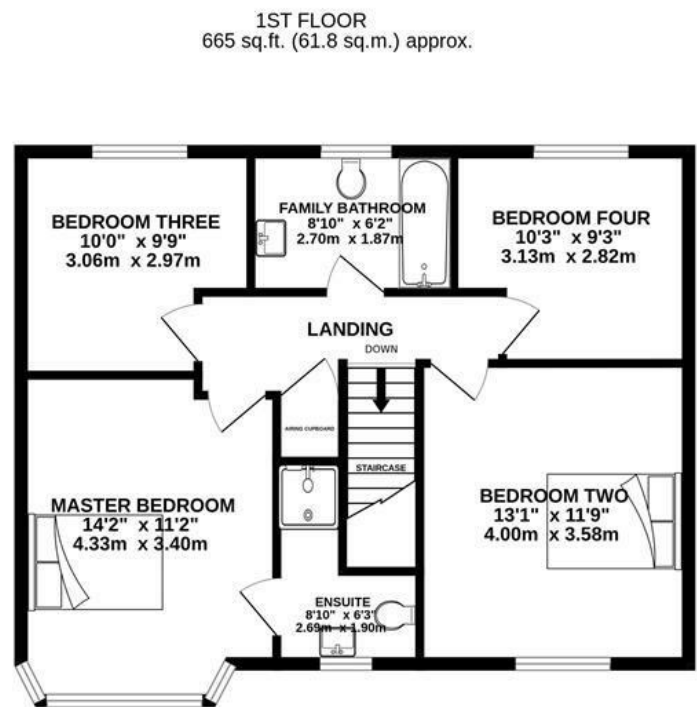 1ST FLOOR
665 sq.ft. (61.8 sq.m.) approx.
BEDROOM THREE
10'0" x 9'9"
3.06m x 2.97m
FAMILY BATHROOM
8'10" x 6'2"
2.70m x 1.87m
BEDROOM FOUR
10'3" x 9'3"
3.13m x 2.82m
LANDING
DOWN
AIRING CUPBOARD
STAIRCASE
MASTER BEDROOM
14'2" x 11'2"
4.33m x 3.40m
BEDROOM TWO
13'1" x 11'9"
4.00m x 3.58m
ENSUITE
8'10" x 6'3"
2.69m x 1.90m